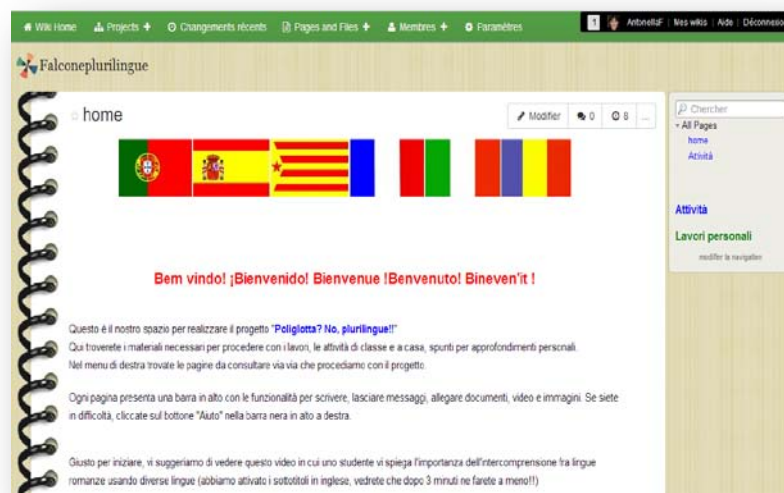 Wiki Home Projects + Changements récents Pages and Files + Membres + Paramètres 1 AntonellaF | Mes wikis | Aide | Déconnexio
Falconeplurilingue
home Modifier 0 8 ...
Chercher
All Pages
home
Attività
Attività
Lavori personali
modifier la navigation
Bem vindo! ¡Bienvenido! Bienvenue !Benvenuto! Bineven'it !
Questo è il nostro spazio per realizzare il progetto "Poliglotta? No, plurilingue!!"
Qui troverete i materiali necessari per procedere con i lavori, le attività di classe e a casa, spunti per approfondimenti personali.
Nel menu di destra trovate le pagine da consultare via via che procediamo con il progetto.
Ogni pagina presenta una barra in alto con le funzionalità per scrivere, lasciare messaggi, allegare documenti, video e immagini. Se siete
in difficoltà, cliccate sul bottone "Aiuto" nella barra nera in alto a destra.
Giusto per iniziare, vi suggeriamo di vedere questo video in cui uno studente vi spiega l'importanza dell'intercomprensione fra lingue
romanze usando diverse lingue (abbiamo attivato i sottotitoli in inglese, vedrete che dopo 3 minuti ne farete a meno!!)